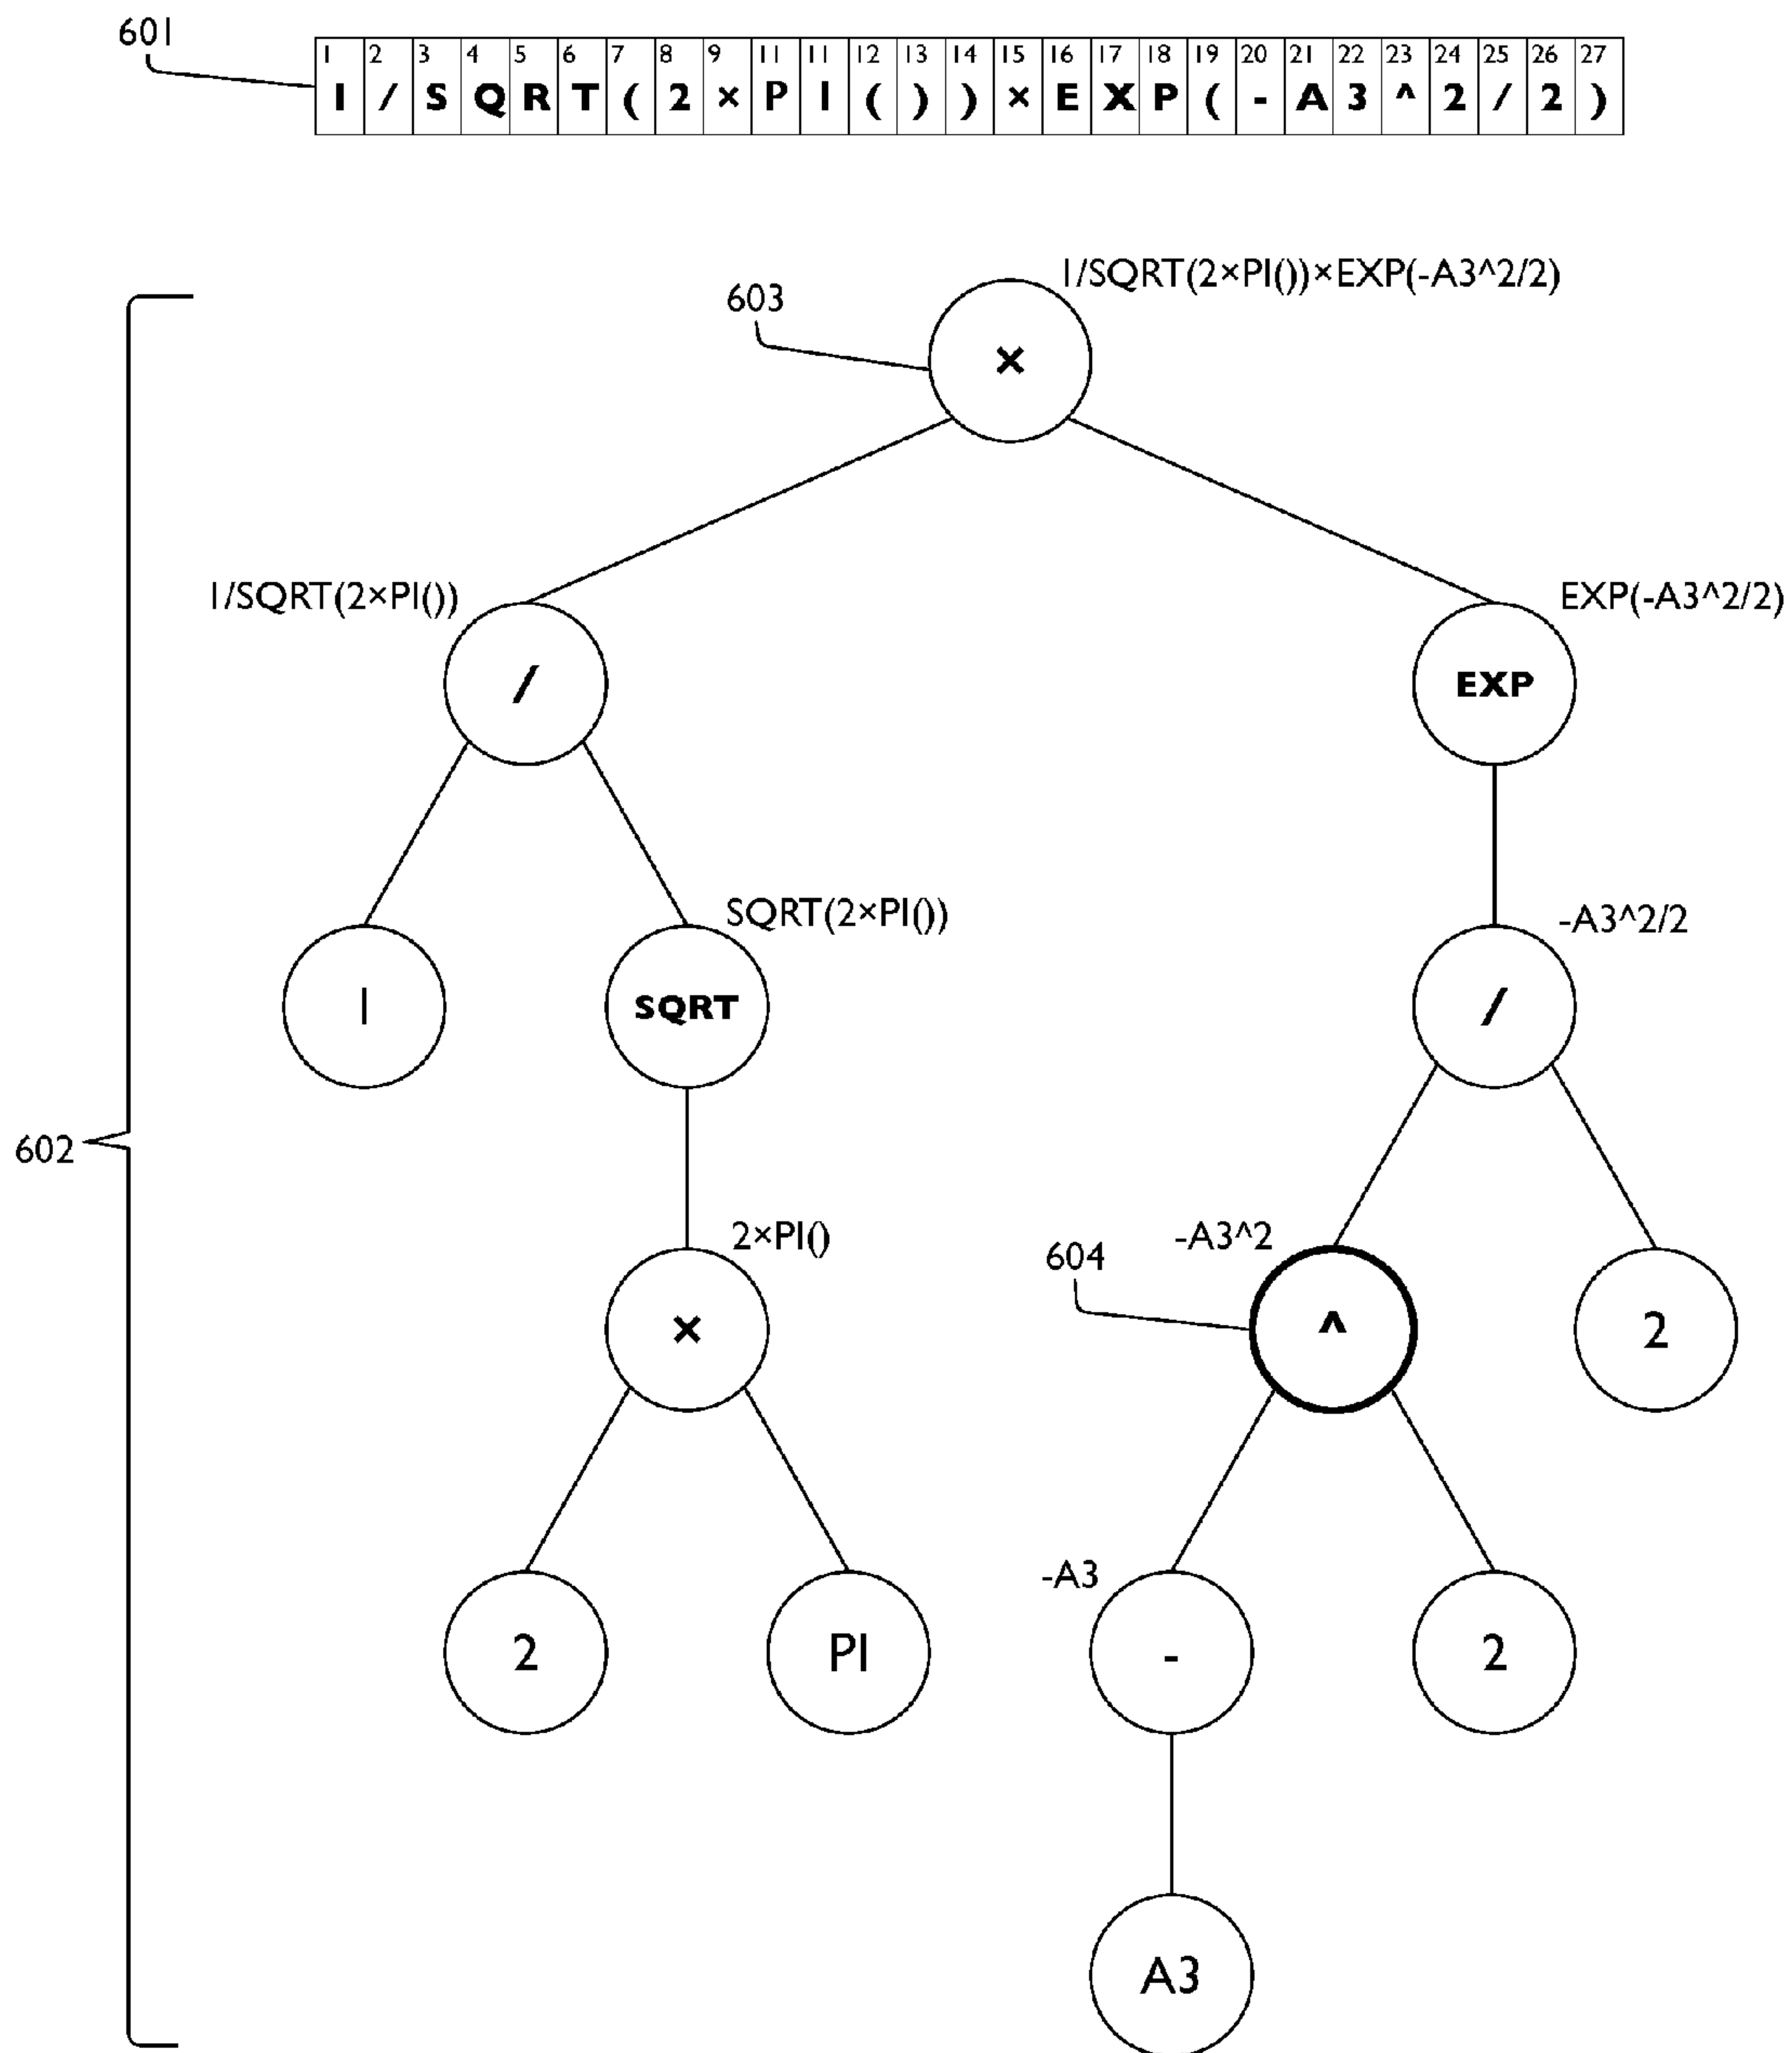 601
1 2 3 4 5 6 7 8 9 11 11 12 13 14 15 16 17 18 19 20 21 22 23 24 25 26 27
1 / S Q R T ( 2 × P I ( ) ) × E X P ( - A 3 ^ 2 / 2 )
1/SQRT(2×PI())×EXP(-A3^2/2)
603
×
1/SQRT(2×PI())
EXP(-A3^2/2)
/
EXP
SQRT(2×PI())
-A3^2/2
1
SQRT
/
602
2×PI()
-A3^2
604
×
^
2
-A3
2
PI
-
2
A3